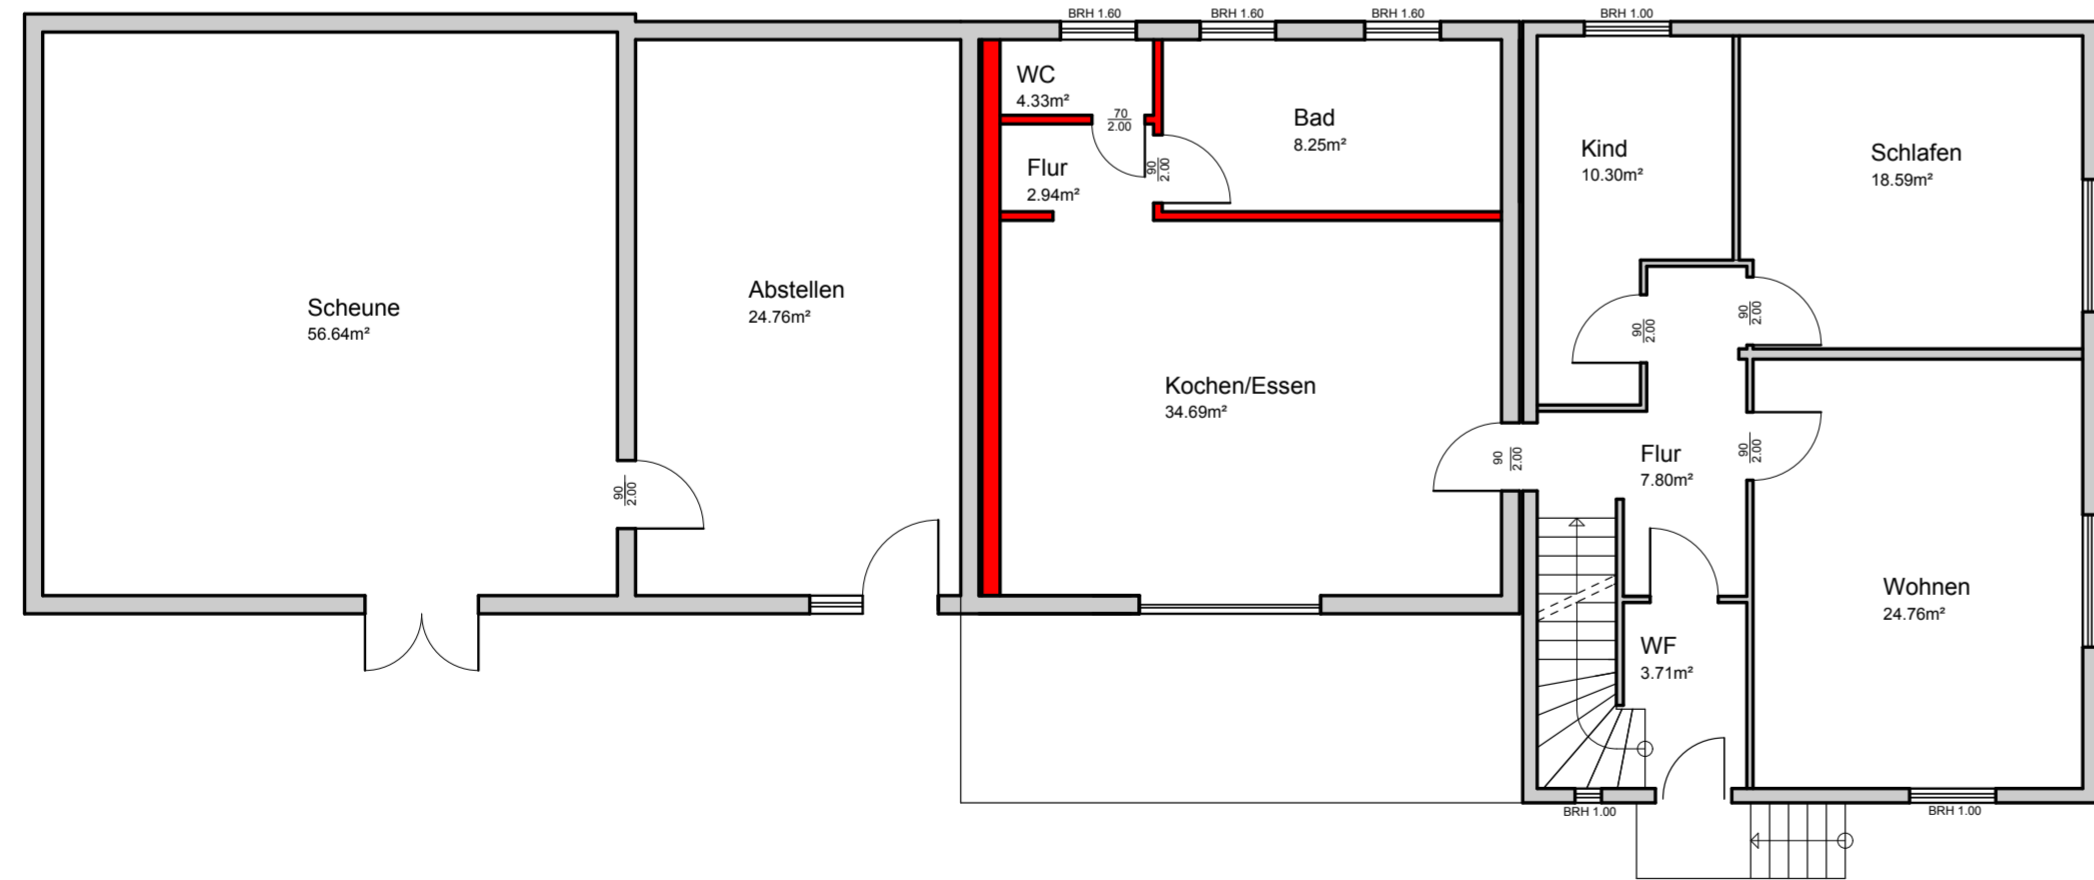 BRH 1.60
BRH 1.60
BRH 1.60
BRH 1.00
WC
4.33m²
70
2.00
Bad
8.25m²
Flur
2.94m²
90
2.00
Kind
10.30m²
Schlafen
18.59m²
Scheune
56.64m²
Abstellen
24.76m²
90
2.00
90
2.00
Kochen/Essen
34.69m²
90
2.00
Flur
7.80m²
90
2.00
90
2.00
Wohnen
24.76m²
WF
3.71m²
BRH 1.00
BRH 1.00